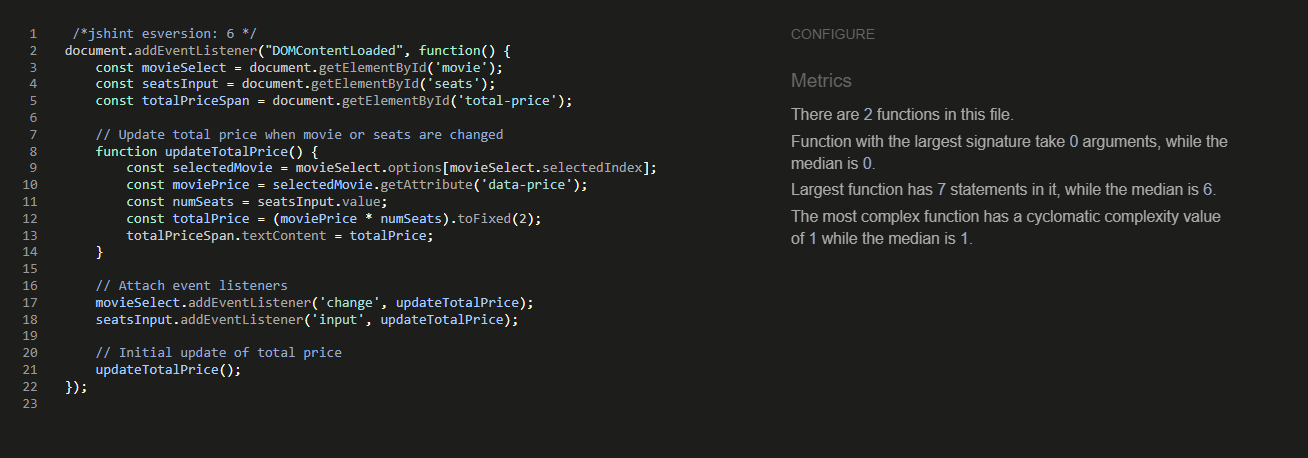 1 /*jshint esversion: 6 */
2 document.addEventListener("DOMContentLoaded", function() {
3 const movieSelect = document.getElementById('movie');
4 const seatsInput = document.getElementById('seats');
5 const totalPriceSpan = document.getElementById('total-price');
6
7 // Update total price when movie or seats are changed
8 function updateTotalPrice() {
9 const selectedMovie = movieSelect.options[movieSelect.selectedIndex];
10 const moviePrice = selectedMovie.getAttribute('data-price');
11 const numSeats = seatsInput.value;
12 const totalPrice = (moviePrice * numSeats).toFixed(2);
13 totalPriceSpan.textContent = totalPrice;
14 }
15
16 // Attach event listeners
17 movieSelect.addEventListener('change', updateTotalPrice);
18 seatsInput.addEventListener('input', updateTotalPrice);
19
20 // Initial update of total price
21 updateTotalPrice();
22 });
23
CONFIGURE
Metrics
There are 2 functions in this file.
Function with the largest signature take 0 arguments, while the
median is 0.
Largest function has 7 statements in it, while the median is 6.
The most complex function has a cyclomatic complexity value
of 1 while the median is 1.